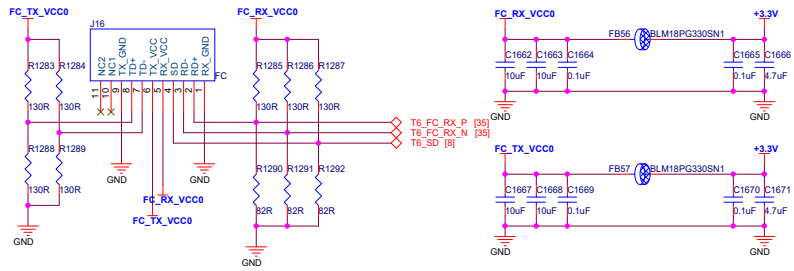 FC_TX_VCC0
J16
FC_RX_VCC0
R1283
R1284
130R
130R
R1288
R1289
130R
130R
GND
NC2
NC1
TX_GND
TD+
TD-
TX_VCC
RX_VCC
SD
RD-
RD+
RX_GND
FC
11
10
9
8
7
6
5
4
3
2
1
GND
FC_RX_VCC0
FC_TX_VCC0
GND
R1285
R1286
R1287
130R
130R
130R
T6_FC_RX_P [35]
T6_FC_RX_N [35]
T6_SD [8]
R1290
R1291
R1292
82R
82R
82R
GND
FC_RX_VCC0
FB56
BLM18PG330SN1
+3.3V
C1662
C1663
C1664
C1665
C1666
10uF
10uF
0.1uF
0.1uF
4.7uF
GND
GND
FC_TX_VCC0
FB57
BLM18PG330SN1
+3.3V
C1667
C1668
C1669
C1670
C1671
10uF
10uF
0.1uF
0.1uF
4.7uF
GND
GND